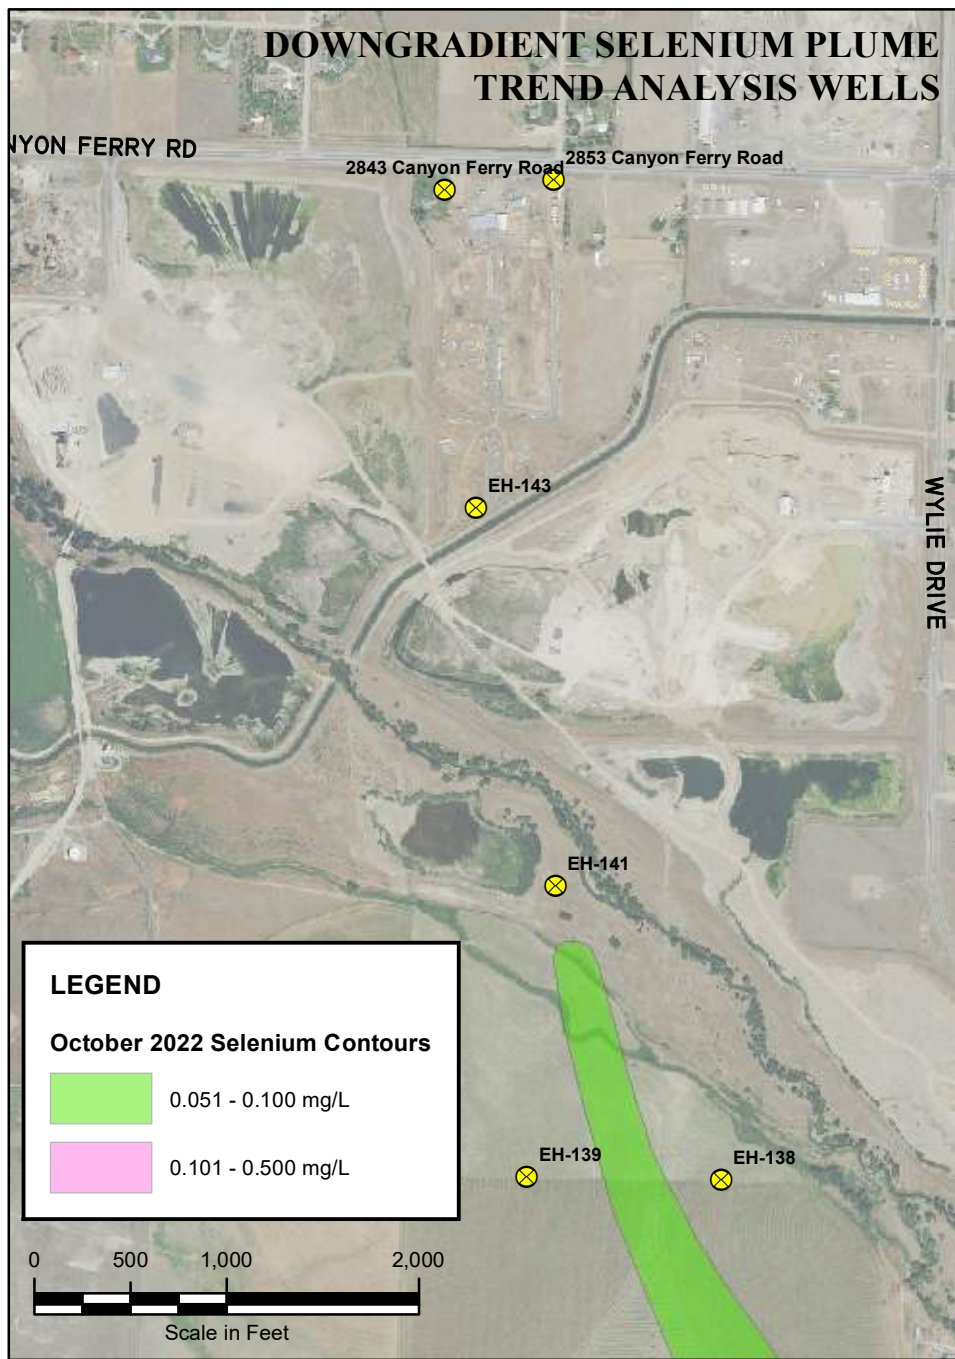 DOWNGRADIENT SELENIUM PLUME
TREND ANALYSIS WELLS
NYON FERRY RD
2843 Canyon Ferry Road
2853 Canyon Ferry Road
EH-143
WYLIE DRIVE
EH-141
EH-139
EH-138
LEGEND
October 2022 Selenium Contours
0.051 - 0.100 mg/L
0.101 - 0.500 mg/L
0 500 1,000 2,000
Scale in Feet